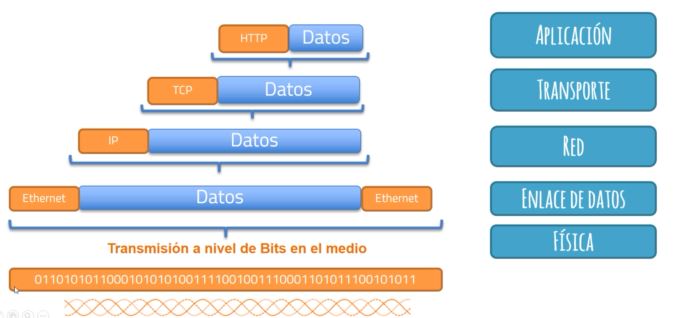 HTTP Datos
APLICACIÓN
TCP Datos
TRANSPORTE
IP Datos
RED
Ethernet Datos Ethernet
ENLACE DE DATOS
Transmisión a nivel de Bits en el medio
FÍSICA
01101010110001010101001111001001110001101011100101011